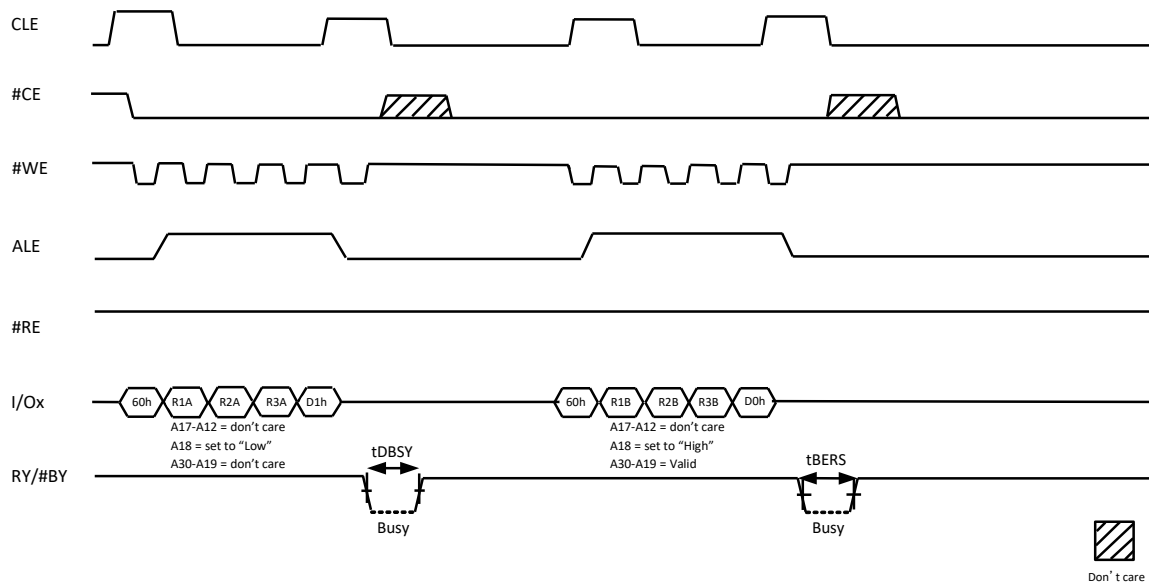 CLE
#CE
#WE
ALE
#RE
I/Ox
60h R1A R2A R3A D1h
60h R1B R2B R3B D0h
A17-A12 = don't care
A18 = set to “Low”
A30-A19 = don't care
A17-A12 = don't care
A18 = set to “High”
A30-A19 = Valid
RY/#BY
tDBSY
Busy
tBERS
Busy
Don’t care